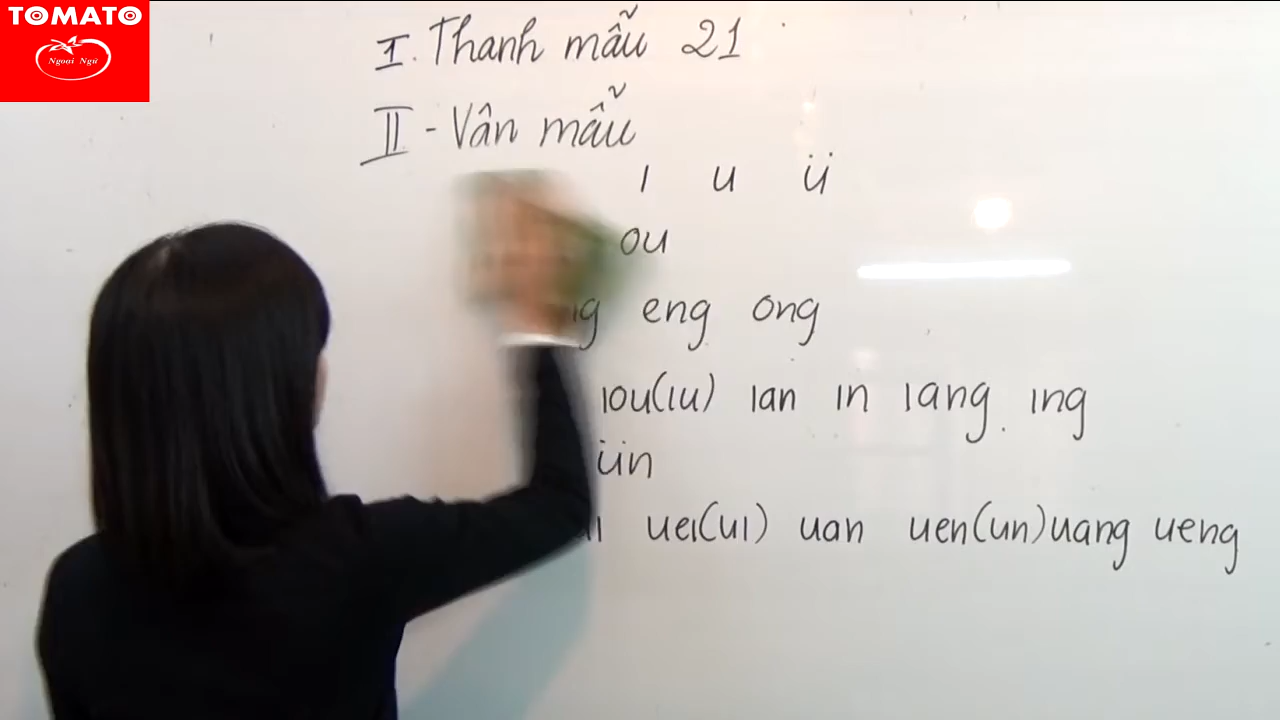 TOMATO
Ngoại Ngữ
I. Thanh mẫu 21
II - Vân mẫu
i u ü
ou
eng ong
iou(iu) ian in iang ing
ün
uei(ui) uan uen(un) uang ueng